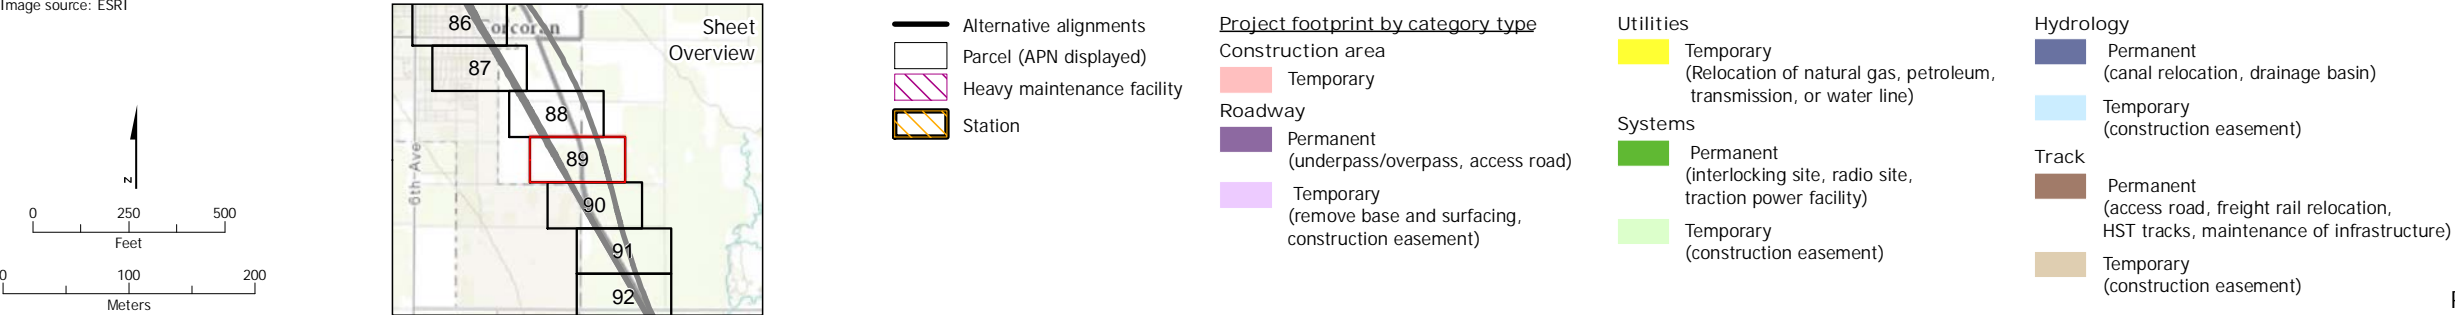 Image source: ESRI
z
0 250 500
Feet
0 100 200
Meters
Sheet
Overview
Corcoran
6th-Ave
86
87
88
89
90
91
92
Alternative alignments
Parcel (APN displayed)
Heavy maintenance facility
Station
Project footprint by category type
Construction area
Temporary
Roadway
Permanent
(underpass/overpass, access road)
Temporary
(remove base and surfacing,
construction easement)
Utilities
Temporary
(Relocation of natural gas, petroleum,
transmission, or water line)
Systems
Permanent
(interlocking site, radio site,
traction power facility)
Temporary
(construction easement)
Hydrology
Permanent
(canal relocation, drainage basin)
Temporary
(construction easement)
Track
Permanent
(access road, freight rail relocation,
HST tracks, maintenance of infrastructure)
Temporary
(construction easement)